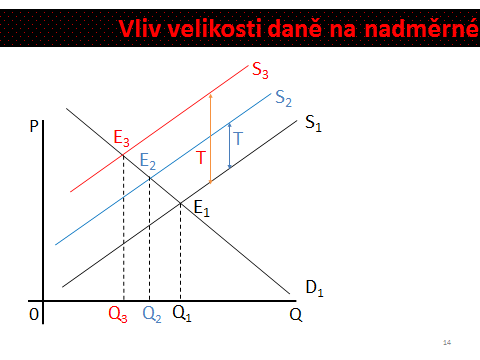 Vliv velikosti daně na nadměrné
S3
S2
P
S1
E3
T
E2
T
E1
D1
0
Q3
Q2
Q1
Q
14